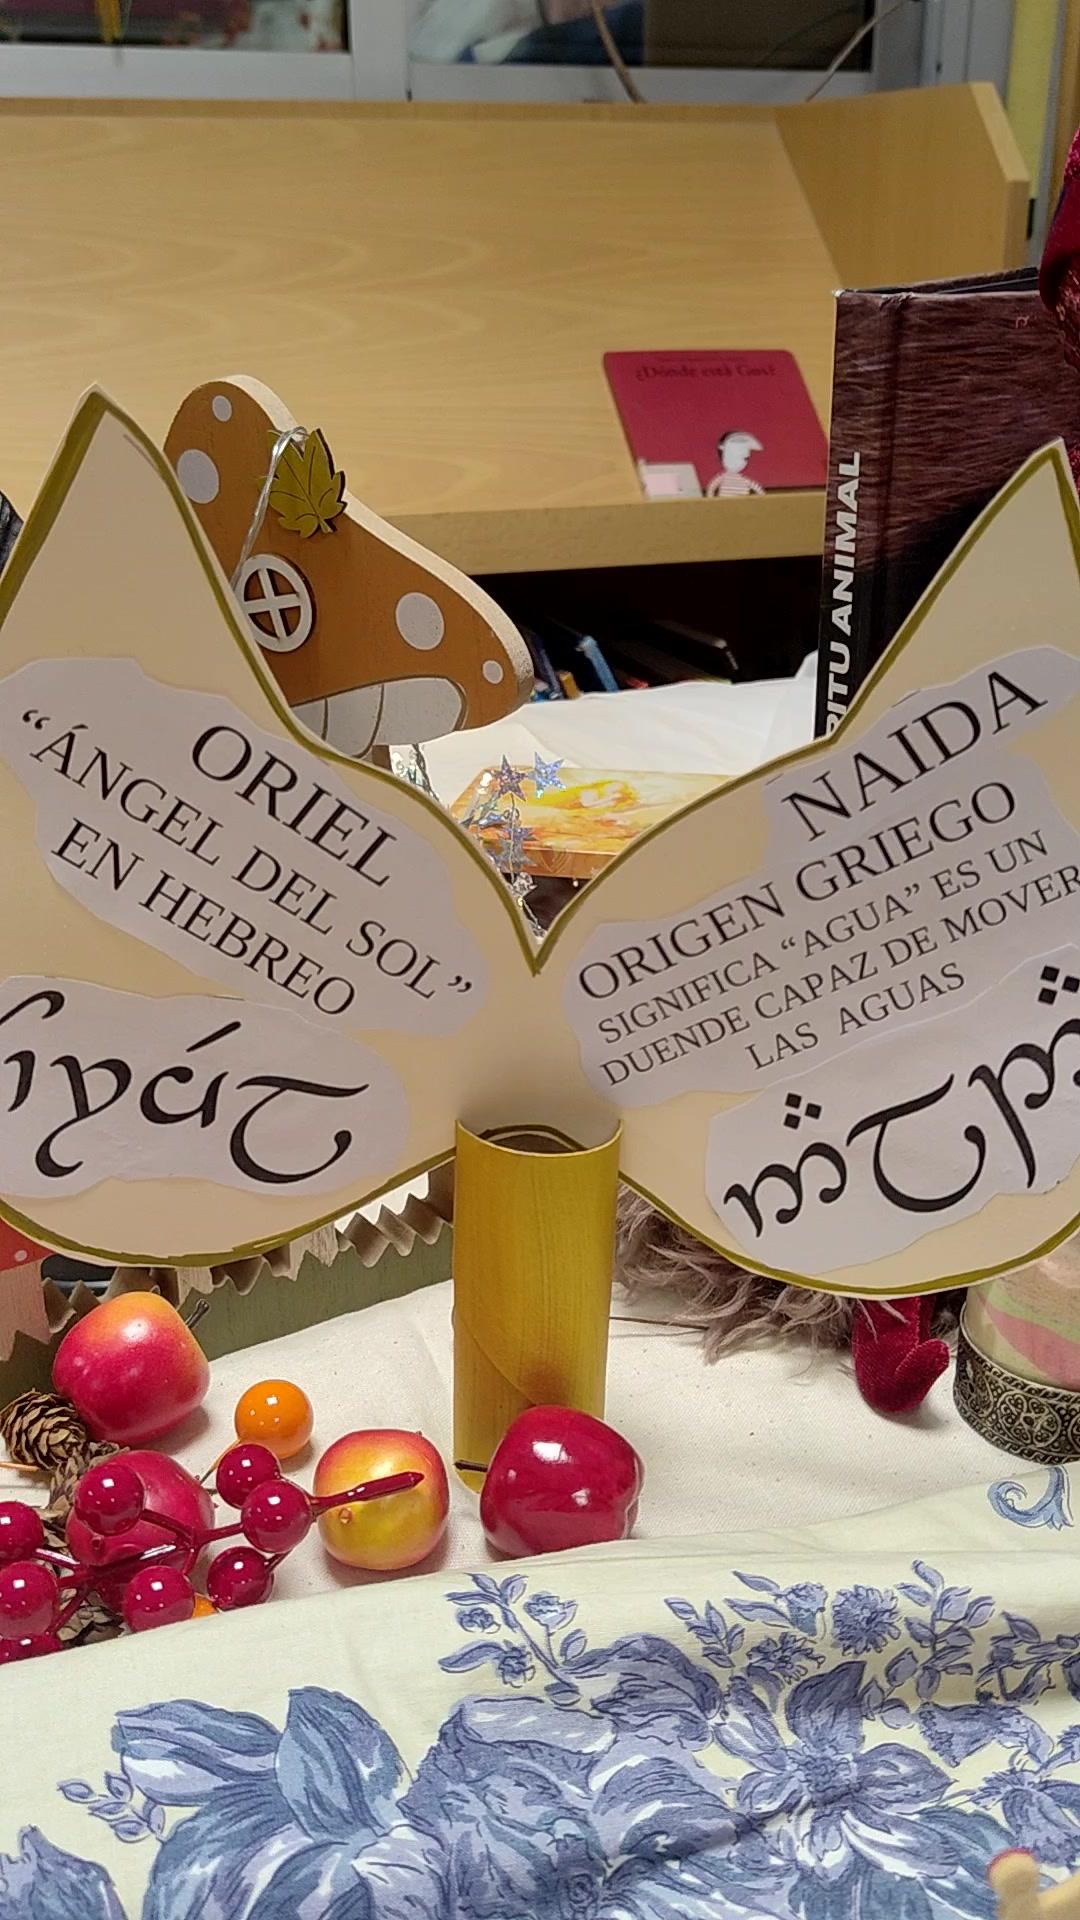 ¿Dónde está Gus?
RITU ANIMAL
ORIEL
“ÁNGEL DEL SOL”
EN HEBREO
NAIDA
ORIGEN GRIEGO
SIGNIFICA “AGUA” ES UN
DUENDE CAPAZ DE MOVER
LAS AGUAS